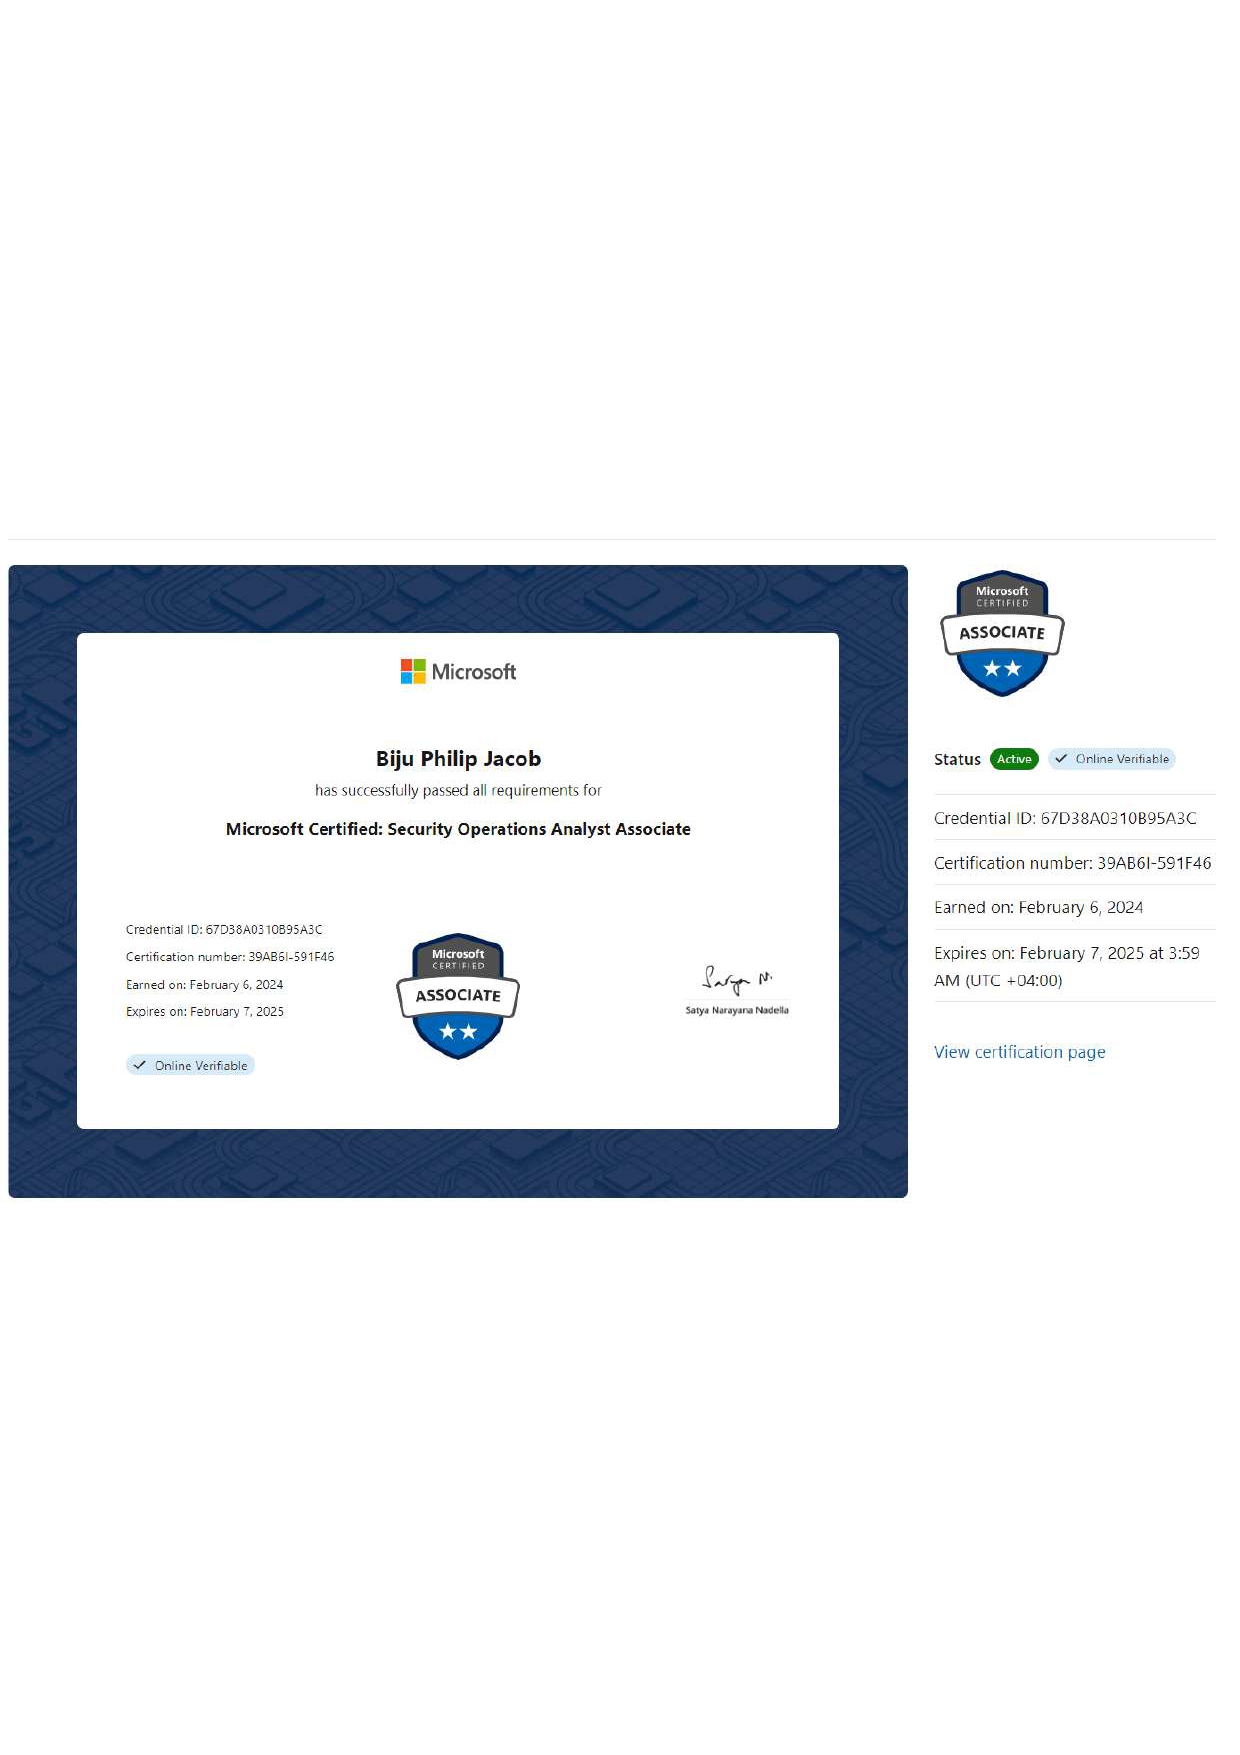 Microsoft
Biju Philip Jacob
has successfully passed all requirements for
Microsoft Certified: Security Operations Analyst Associate
Credential ID: 67D38A0310B95A3C
Certification number: 39AB6I-591F46
Earned on: February 6, 2024
Expires on: February 7, 2025
Online Verifiable
Microsoft
CERTIFIED
ASSOCIATE
Satya N.
Satya Narayana Nadella
Microsoft
CERTIFIED
ASSOCIATE
Status Active Online Verifiable
Credential ID: 67D38A0310B95A3C
Certification number: 39AB6I-591F46
Earned on: February 6, 2024
Expires on: February 7, 2025 at 3:59
AM (UTC +04:00)
View certification page